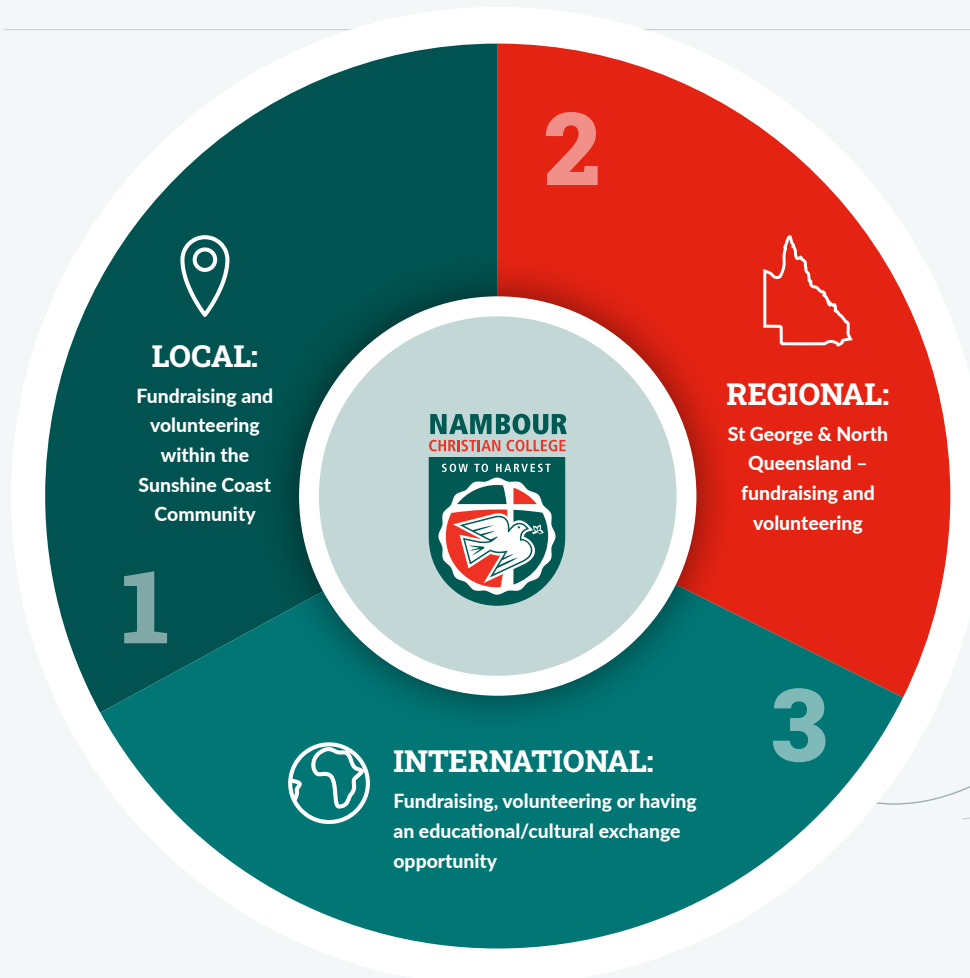 1
LOCAL:
Fundraising and
volunteering
within the
Sunshine Coast
Community
2
REGIONAL:
St George & North
Queensland –
fundraising and
volunteering
3
INTERNATIONAL:
Fundraising, volunteering or having
an educational/cultural exchange
opportunity
NAMBOUR
CHRISTIAN COLLEGE
SOW TO HARVEST